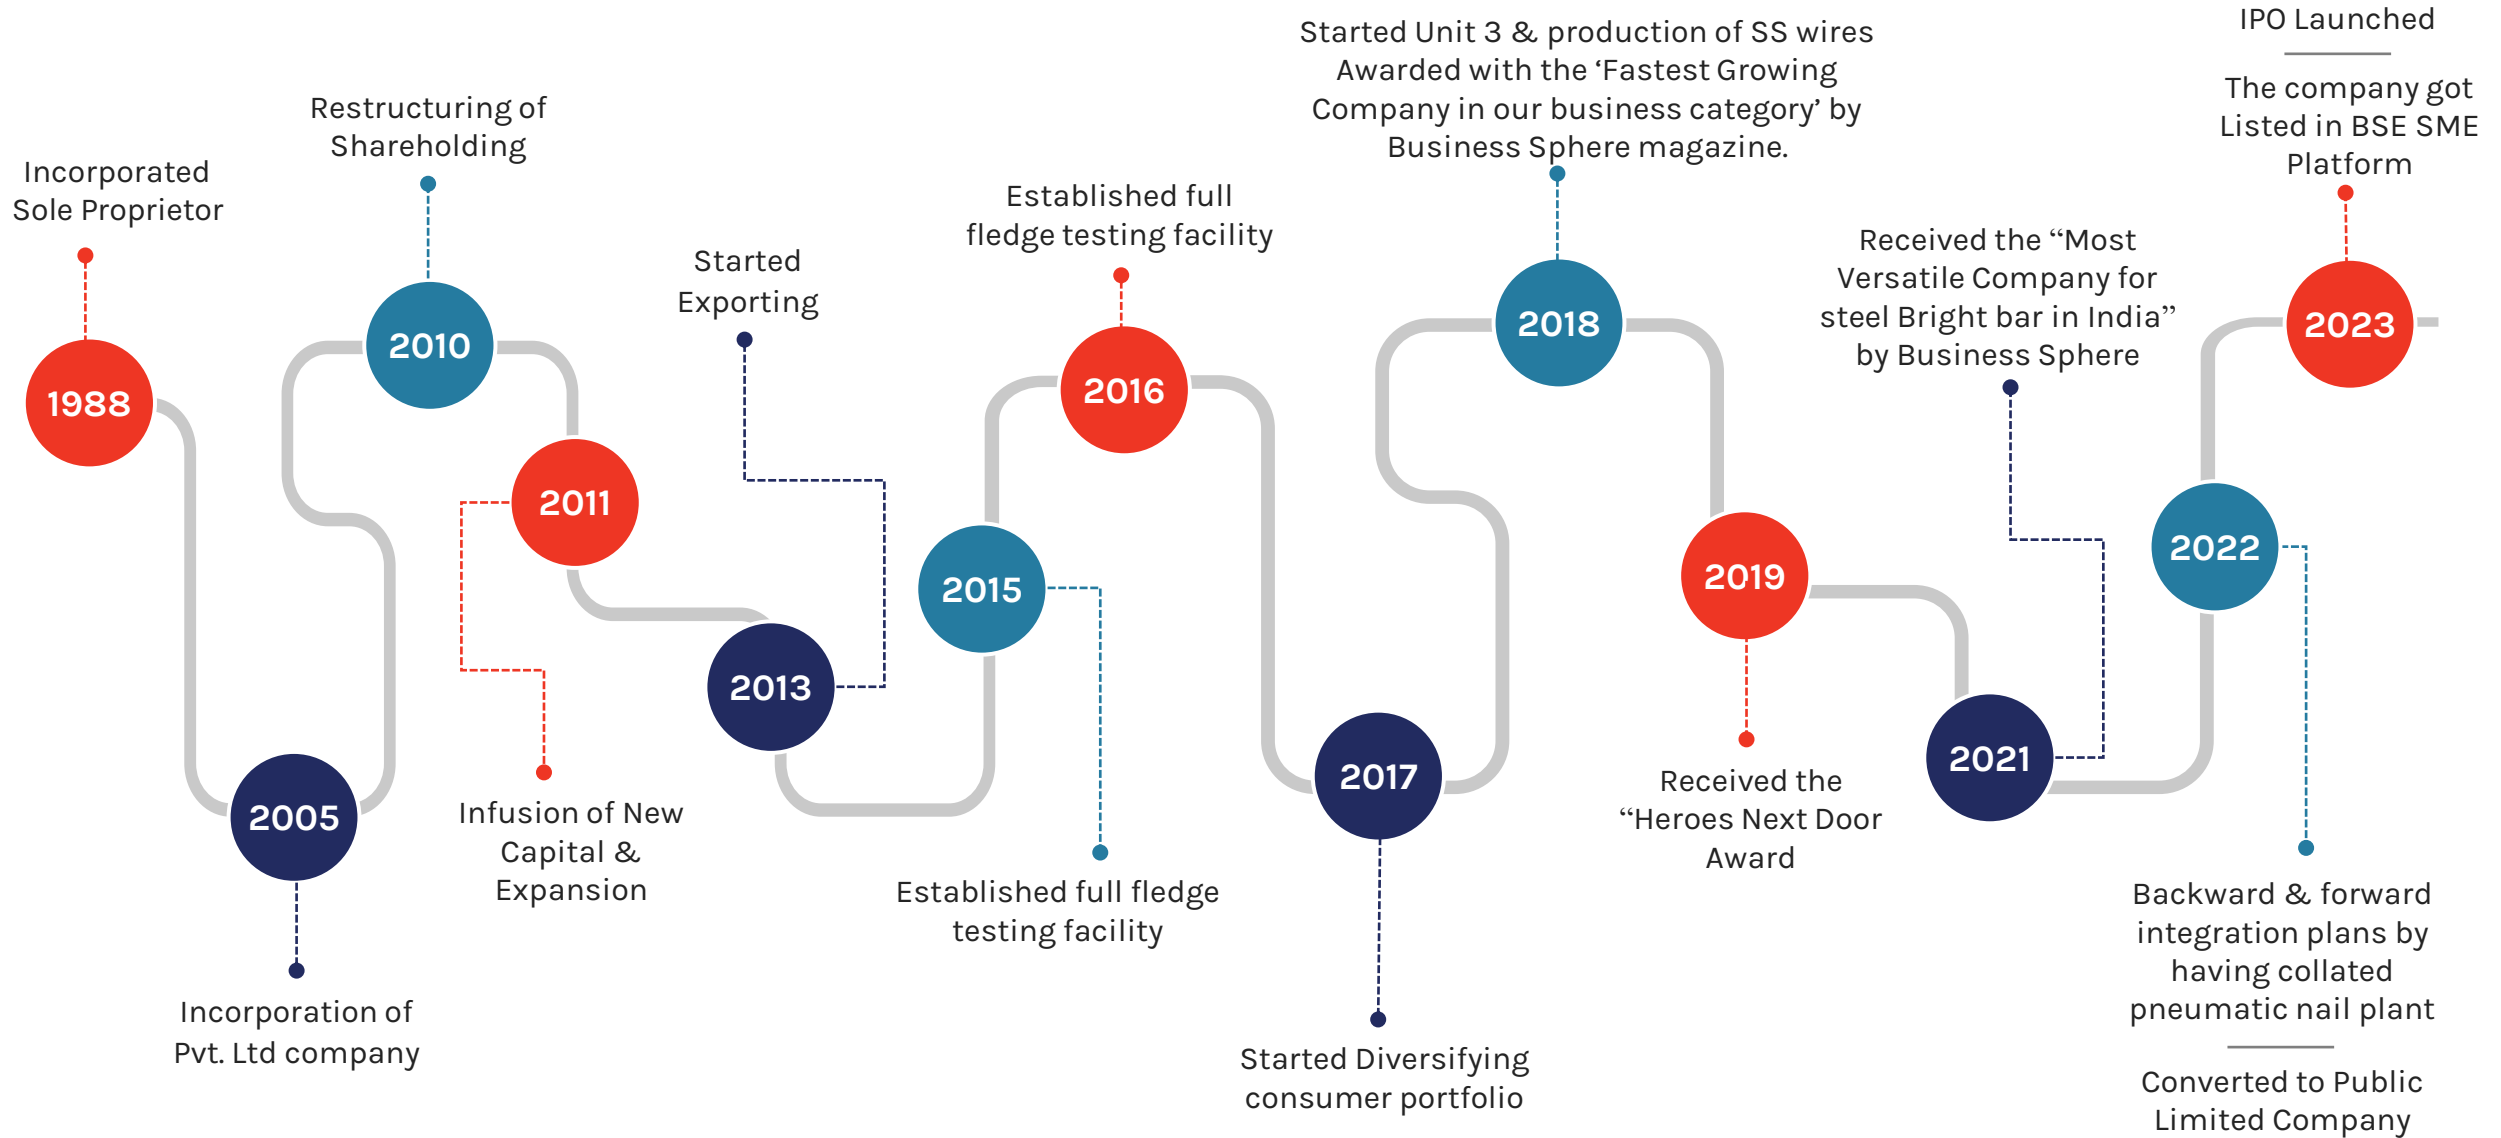 1988
Incorporated
Sole Proprietor
2005
Incorporation of
Pvt. Ltd company
2010
Restructuring of
Shareholding
2011
Infusion of New
Capital &
Expansion
2013
Started
Exporting
2015
Established full fledge
testing facility
2016
Established full
fledge testing facility
2017
Started Diversifying
consumer portfolio
2018
Started Unit 3 & production of SS wires
Awarded with the ‘Fastest Growing
Company in our business category’ by
Business Sphere magazine.
2019
Received the
“Heroes Next Door
Award
2021
Received the “Most
Versatile Company for
steel Bright bar in India”
by Business Sphere
2022
Backward & forward
integration plans by
having collated
pneumatic nail plant
Converted to Public
Limited Company
2023
IPO Launched
The company got
Listed in BSE SME
Platform